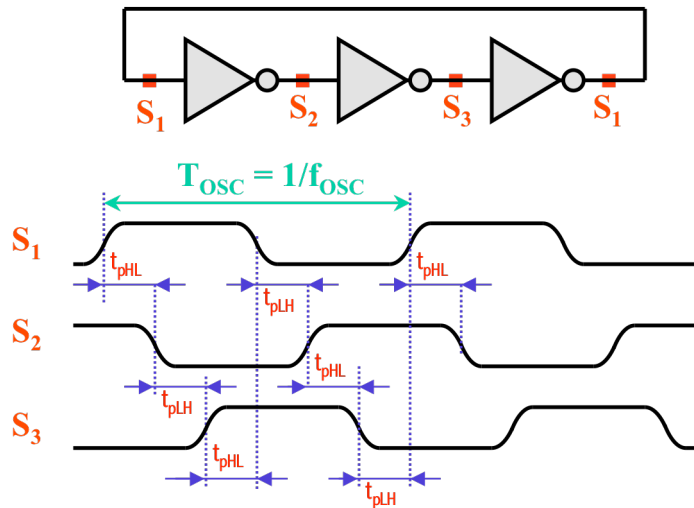 S1 S2 S3 S1
TOSC = 1/fOSC
S1
tpHL tpLH tpHL
S2
tpLH tpHL
S3
tpHL tpLH